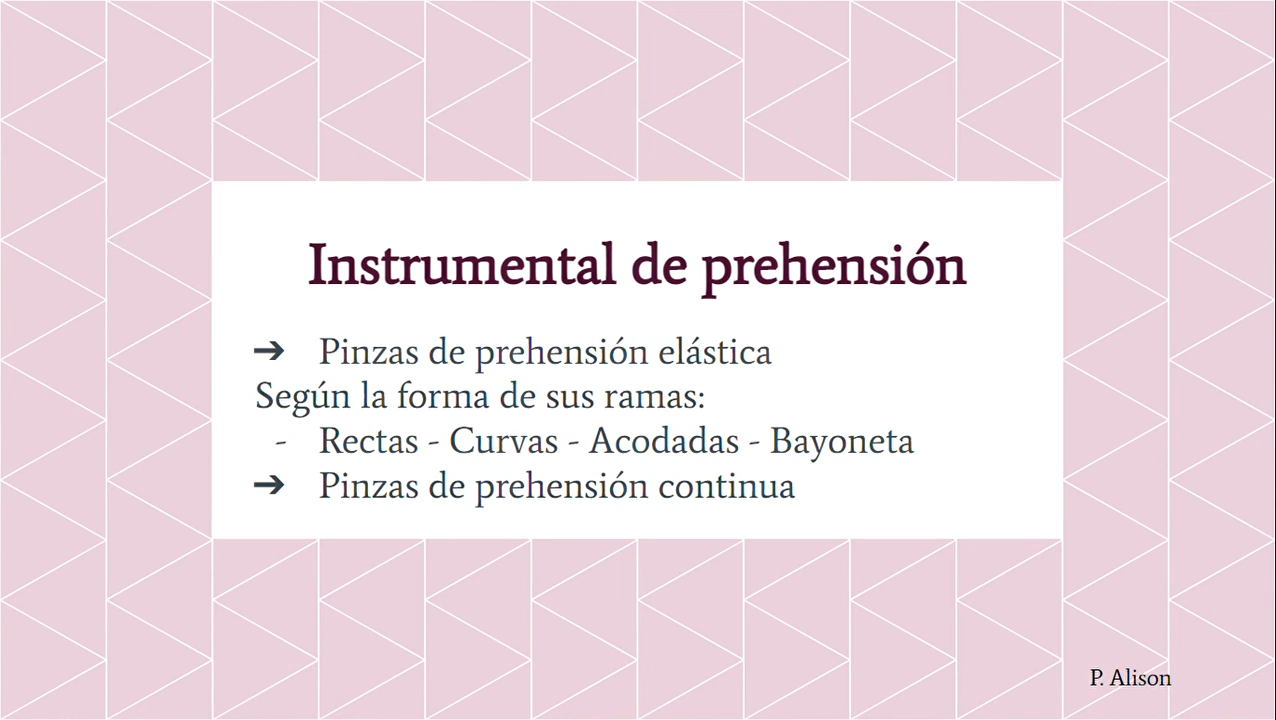 Instrumental de prehensión
➔ Pinzas de prehensión elástica
Según la forma de sus ramas:
- Rectas - Curvas - Acodadas - Bayoneta
➔ Pinzas de prehensión continua
P. Alison